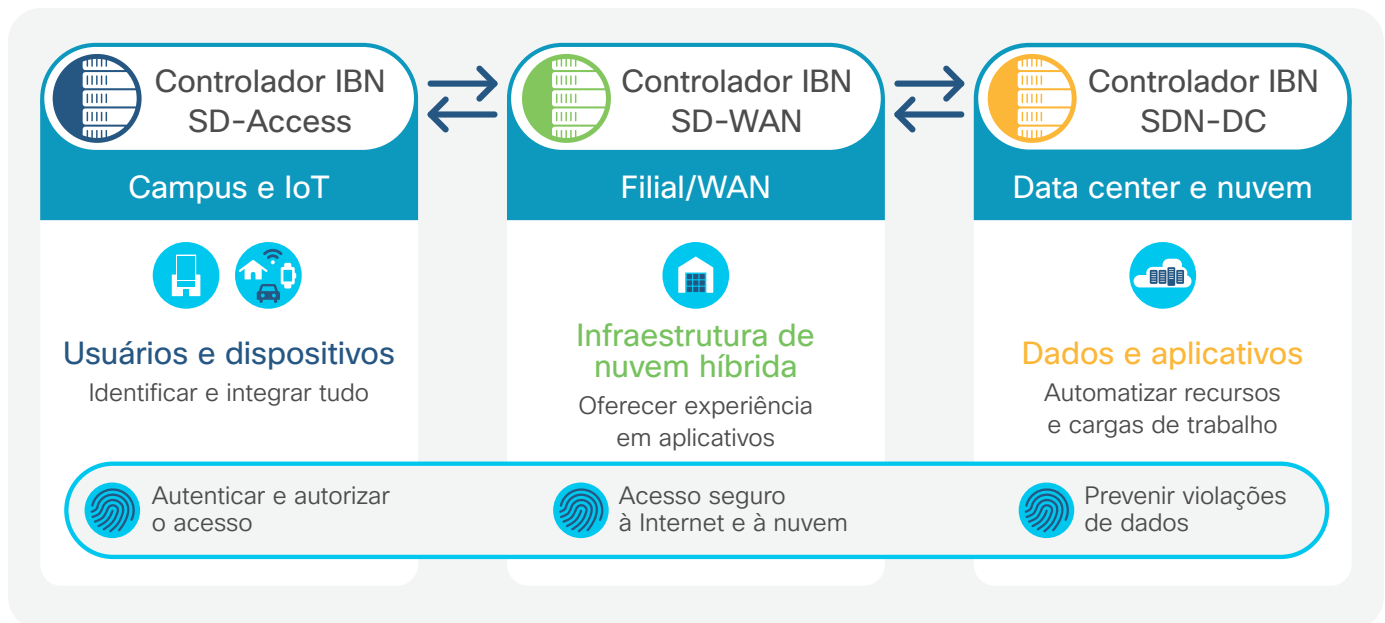 Controlador IBN
SD-Access
Campus e IoT
Usuários e dispositivos
Identificar e integrar tudo
Autenticar e autorizar
o acesso
Controlador IBN
SD-WAN
Filial/WAN
Infraestrutura de
nuvem híbrida
Oferecer experiência
em aplicativos
Acesso seguro
à Internet e à nuvem
Controlador IBN
SDN-DC
Data center e nuvem
Dados e aplicativos
Automatizar recursos
e cargas de trabalho
Prevenir violações
de dados